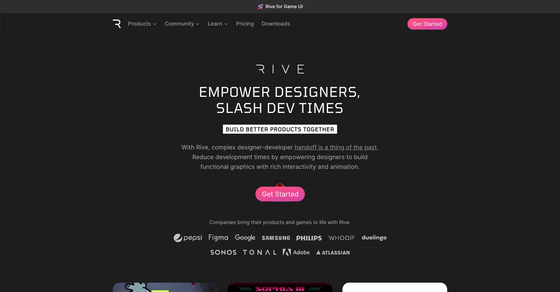 Rive for Game UI
Products Community Learn Pricing Downloads Get Started
RIVE
EMPOWER DESIGNERS,
SLASH DEV TIMES
BUILD BETTER PRODUCTS TOGETHER
With Rive, complex designer-developer handoff is a thing of the past.
Reduce development times by empowering designers to build
functional graphics with rich interactivity and animation.
Get Started
Companies bring their products and games to life with Rive.
pepsi Figma Google SAMSUNG PHILIPS WHOOP duolingo
SONOS TONAL Adobe ATLASSIAN
SOPHIA III